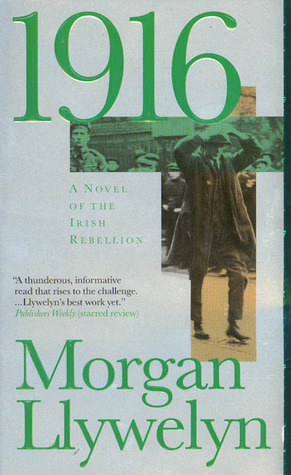 1916
A NOVEL
OF THE
IRISH
REBELLION
“A thunderous, informative
read that rises to the challenge.
...Llywelyn's best work yet.”
Publishers Weekly (starred review)
Morgan
Llywelyn